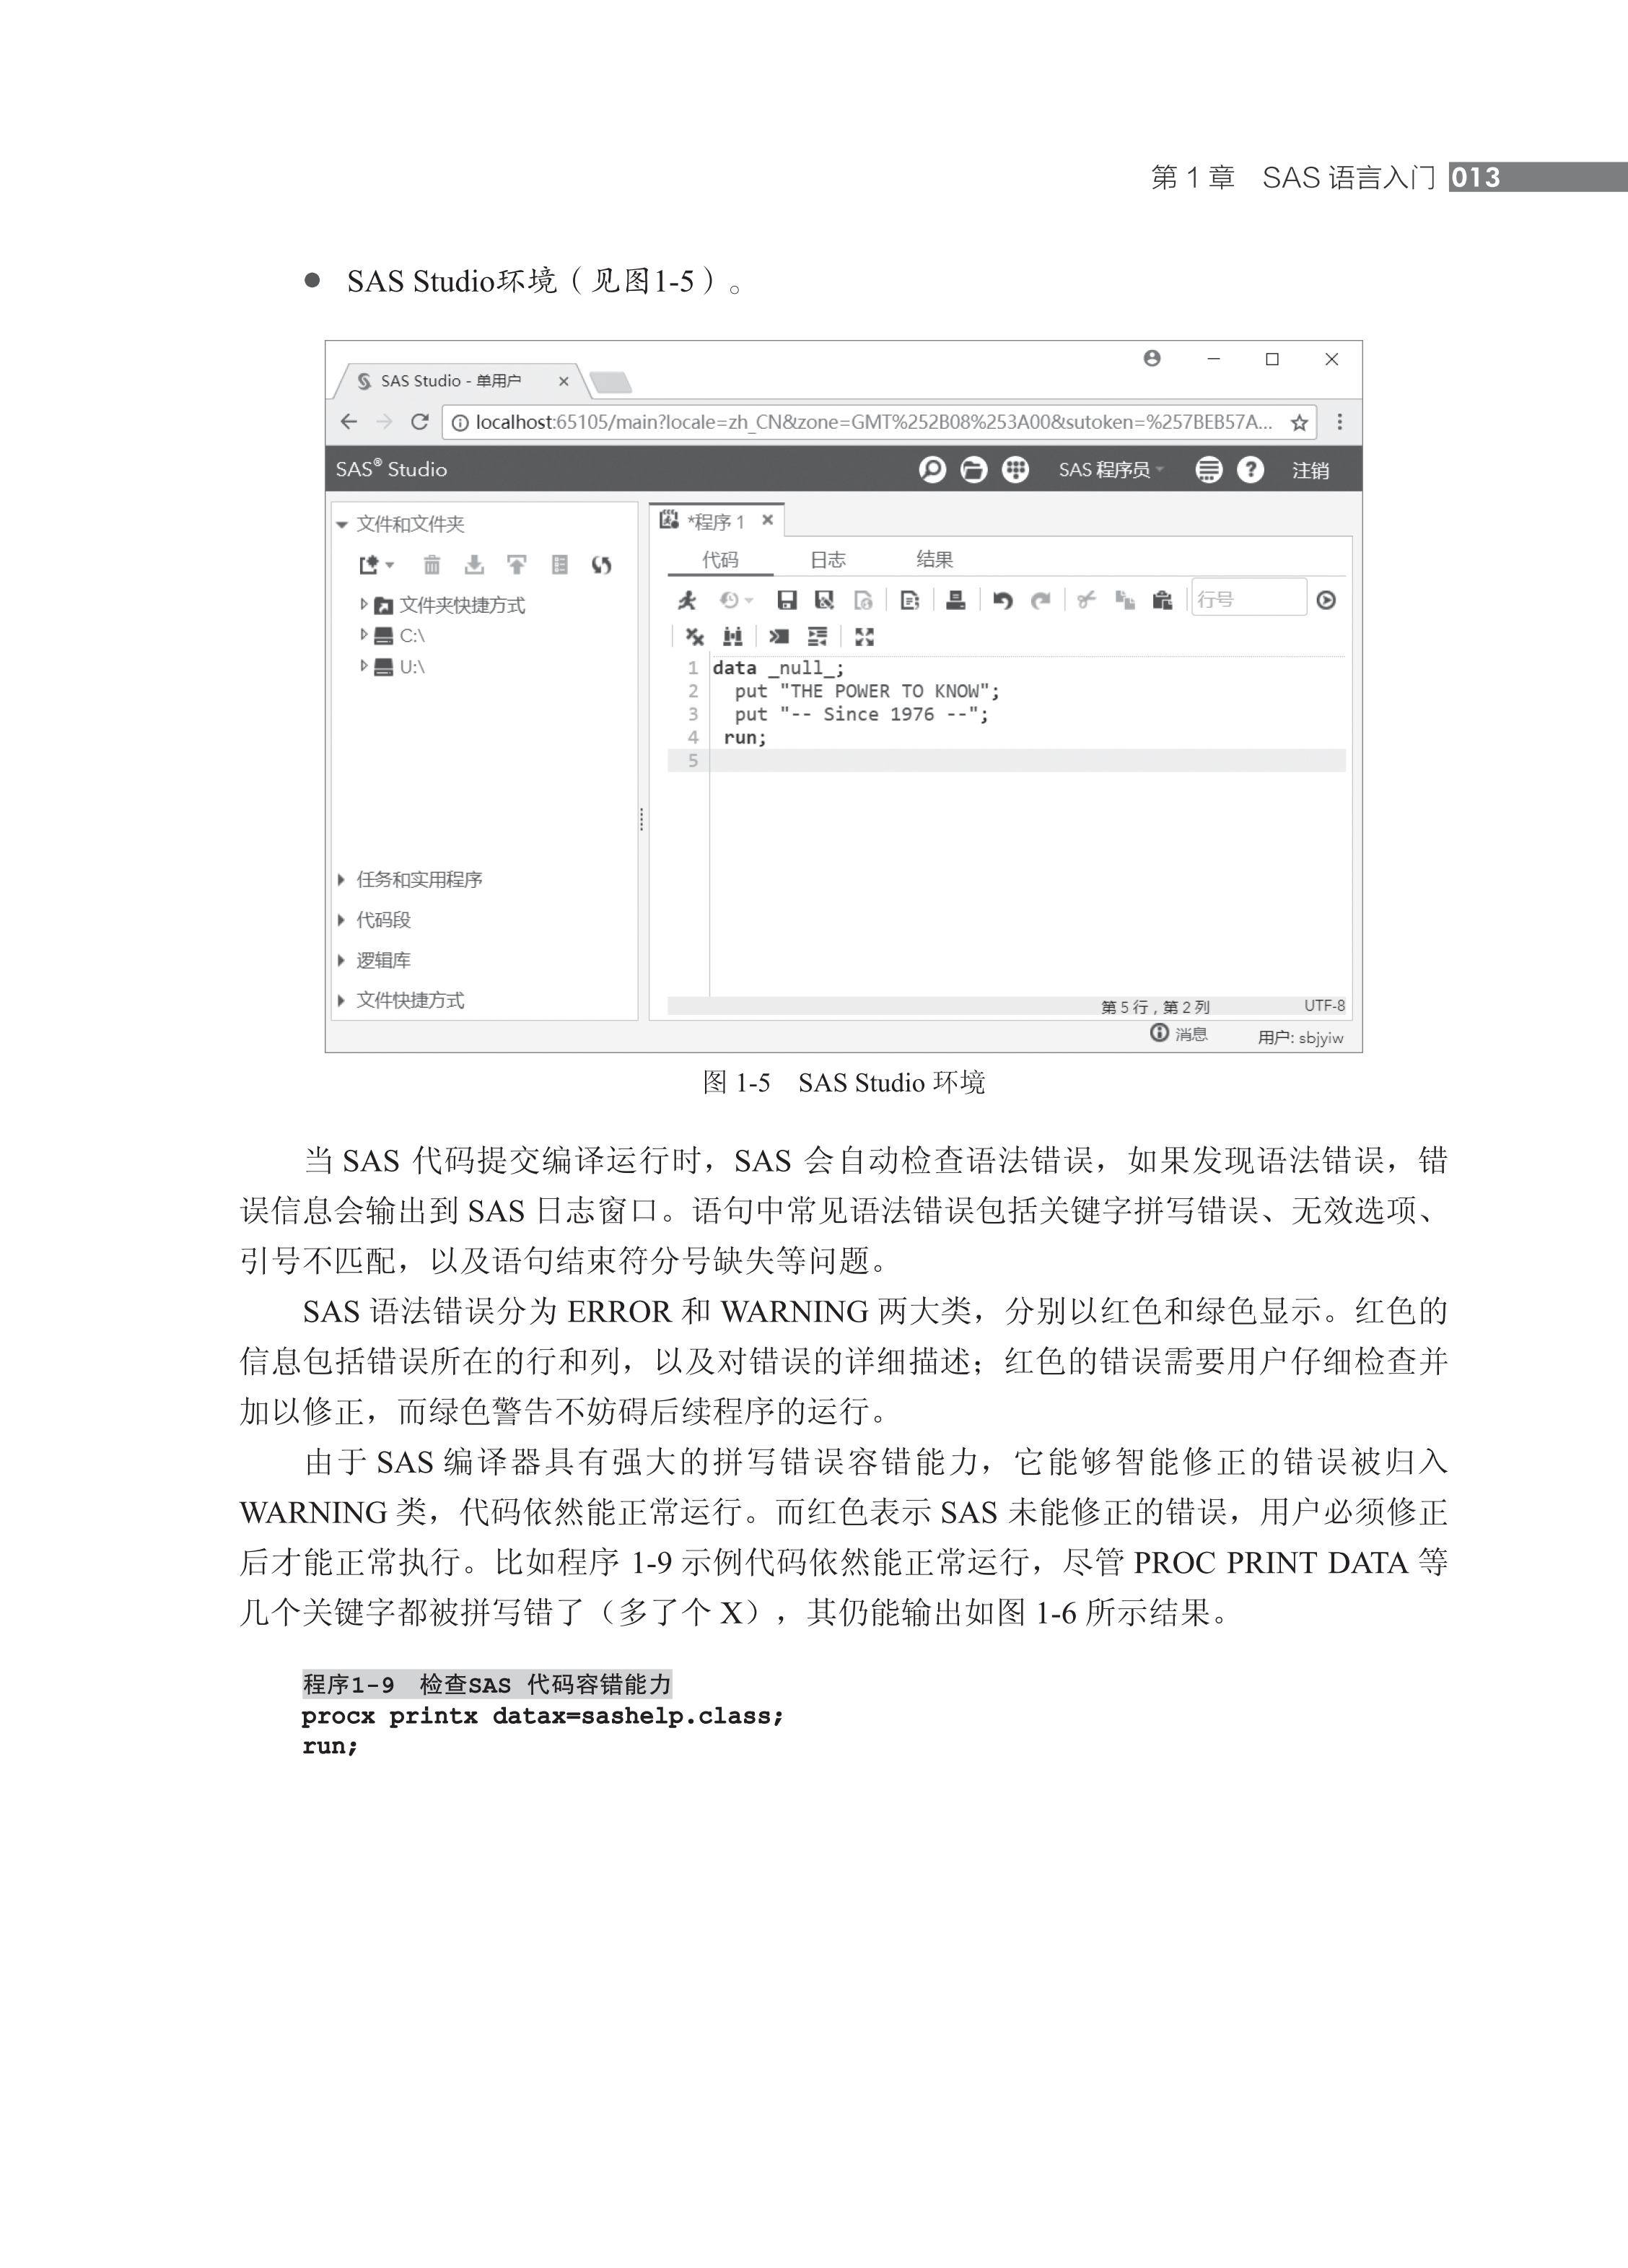 第 1 章　SAS 语言入门 013
● SAS Studio环境（见图1-5）。
SAS Studio - 单用户
localhost:65105/main?locale=zh_CN&zone=GMT%252B08%253A00&sutoken=%257BEB57A...
SAS® Studio SAS 程序员 注销
文件和文件夹
文件夹快捷方式
C:\
U:\
任务和实用程序
代码段
逻辑库
文件快捷方式
*程序 1
代码 日志 结果
行号
1 data _null_;
2 put "THE POWER TO KNOW";
3 put "-- Since 1976 --";
4 run;
5
第 5 行，第 2 列 UTF-8
消息 用户: sbjyiw
图 1-5　SAS Studio 环境
当 SAS 代码提交编译运行时，SAS 会自动检查语法错误，如果发现语法错误，错
误信息会输出到 SAS 日志窗口。语句中常见语法错误包括关键字拼写错误、无效选项、
引号不匹配，以及语句结束符分号缺失等问题。
SAS 语法错误分为 ERROR 和 WARNING 两大类，分别以红色和绿色显示。红色的
信息包括错误所在的行和列，以及对错误的详细描述；红色的错误需要用户仔细检查并
加以修正，而绿色警告不妨碍后续程序的运行。
由于 SAS 编译器具有强大的拼写错误容错能力，它能够智能修正的错误被归入
WARNING 类，代码依然能正常运行。而红色表示 SAS 未能修正的错误，用户必须修正
后才能正常执行。比如程序 1-9 示例代码依然能正常运行，尽管 PROC PRINT DATA 等
几个关键字都被拼写错了（多了个 X），其仍能输出如图 1-6 所示结果。
程序1-9　检查SAS 代码容错能力
procx printx datax=sashelp.class;
run;